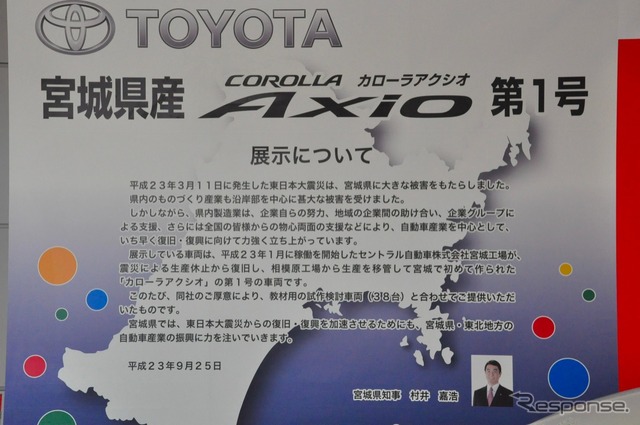 TOYOTA
宮城県産 COROLLA カローラアクシオ AXiO 第1号
展示について
平成23年3月11日に発生した東日本大震災は、宮城県に大きな被害をもたらしました。
県内のものづくり産業も沿岸部を中心に甚大な被害を受けました。
しかしながら、県内製造業は、企業自らの努力、地域の企業間の助け合い、企業グループに
よる支援、さらには全国の皆様からの物心両面の支援などにより、自動車産業を中心として、
いち早く復旧・復興に向けて力強く立ち上がっています。
展示している車両は、平成23年1月に稼働を開始したセントラル自動車株式会社宮城工場が、
震災による生産休止から復旧し、相模原工場から生産を移管して宮城で初めて作られた
「カローラアクシオ」の第1号の車両です。
このたび、同社のご厚意により、教材用の試作検討車両(38台)と合わせてご提供いただ
いたものです。
宮城県では、東日本大震災からの復旧・復興を加速させるためにも、宮城県・東北地方の
自動車産業の振興に力を注いでいきます。
平成23年9月25日
宮城県知事 村井 嘉浩
Response.